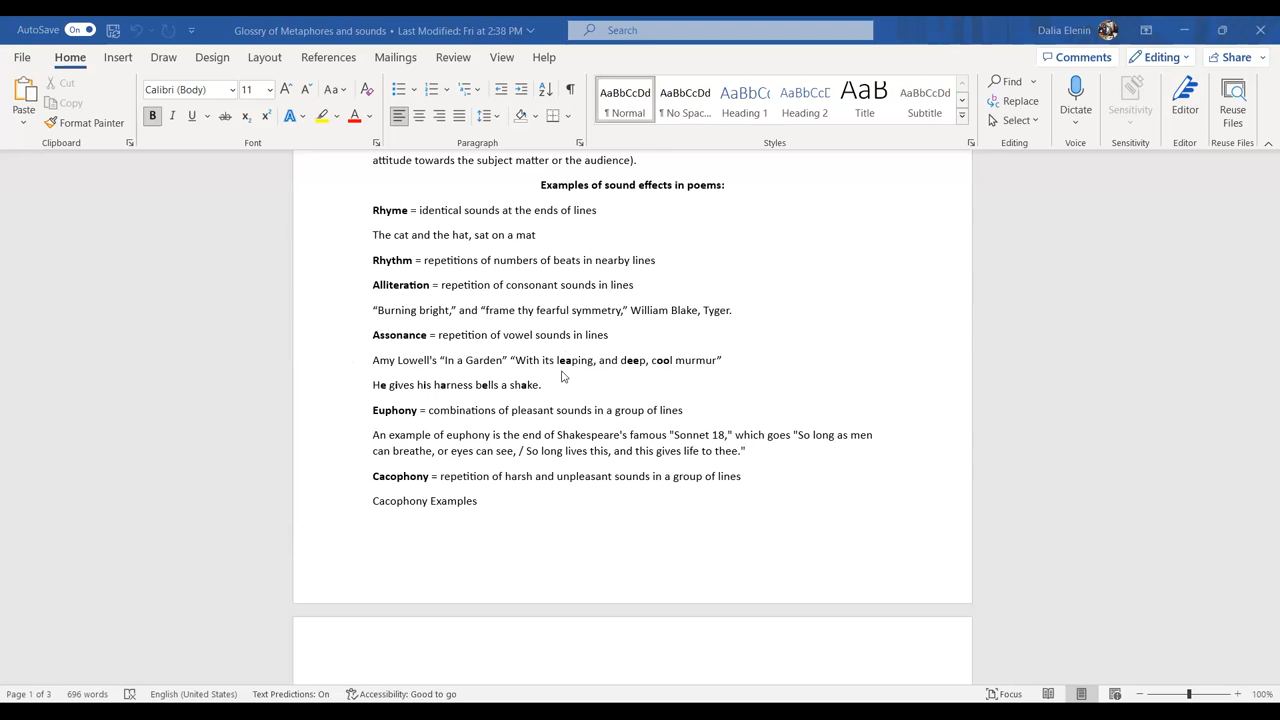 AutoSave On Glossry of Metaphores and sounds • Last Modified: Fri at 2:38 PM Search Dalia Elenin
File Home Insert Draw Design Layout References Mailings Review View Help Comments Editing Share
Paste Cut Copy Format Painter
Calibri (Body) 11 Aa
B I U ab x2 x2 A A
AaBbCcDd AaBbCcDd AaBbCc AaBbCcD AaB AaBbCcDd
¶ Normal ¶ No Spac... Heading 1 Heading 2 Title Subtitle
Find Replace Select Dictate Sensitivity Editor Reuse Files
Clipboard Font Paragraph Styles Editing Voice Sensitivity Editor Reuse Files
attitude towards the subject matter or the audience).
Examples of sound effects in poems:
Rhyme = identical sounds at the ends of lines
The cat and the hat, sat on a mat
Rhythm = repetitions of numbers of beats in nearby lines
Alliteration = repetition of consonant sounds in lines
“Burning bright,” and “frame thy fearful symmetry,” William Blake, Tyger.
Assonance = repetition of vowel sounds in lines
Amy Lowell's “In a Garden” “With its leaping, and deep, cool murmur”
He gives his harness bells a shake.
Euphony = combinations of pleasant sounds in a group of lines
An example of euphony is the end of Shakespeare's famous "Sonnet 18," which goes "So long as men
can breathe, or eyes can see, / So long lives this, and this gives life to thee."
Cacophony = repetition of harsh and unpleasant sounds in a group of lines
Cacophony Examples
Page 1 of 3 696 words English (United States) Text Predictions: On Accessibility: Good to go Focus 100%